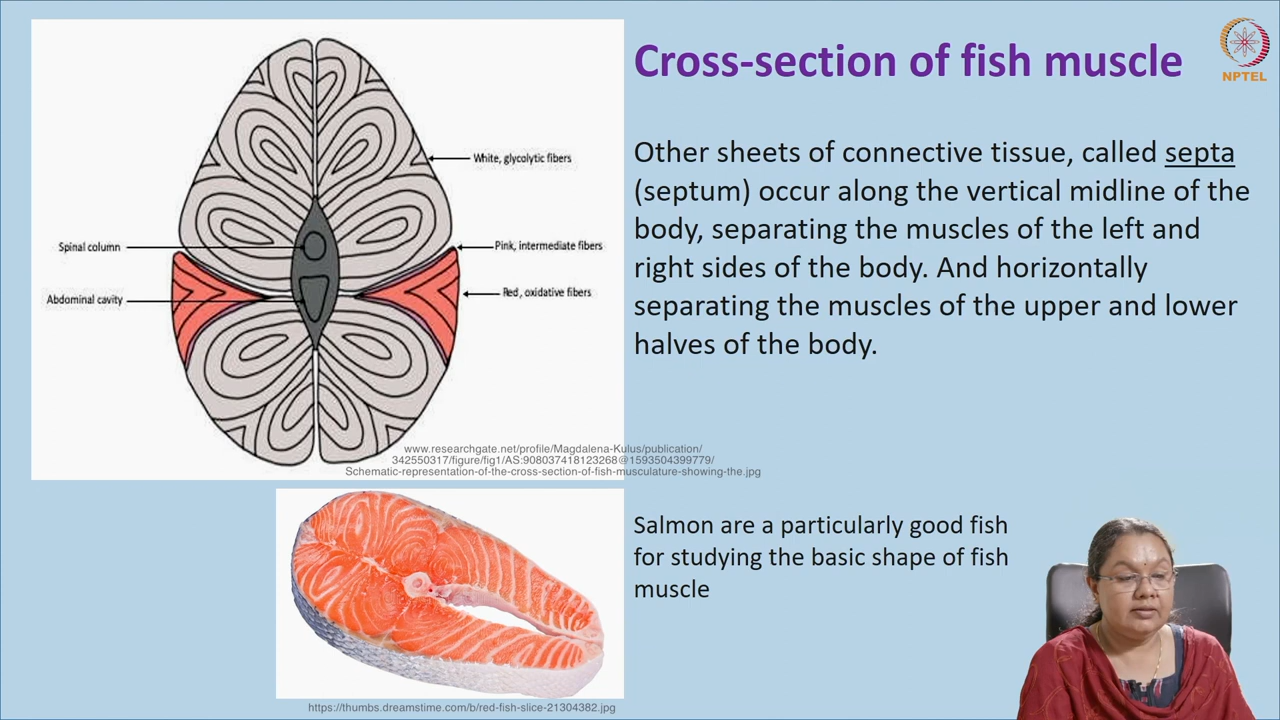 Cross-section of fish muscle
NPTEL
White, glycolytic fibers
Spinal column
Pink, intermediate fibers
Abdominal cavity
Red, oxidative fibers
Other sheets of connective tissue, called septa
(septum) occur along the vertical midline of the
body, separating the muscles of the left and
right sides of the body. And horizontally
separating the muscles of the upper and lower
halves of the body.
www.researchgate.net/profile/Magdalena-Kulus/publication/
342550317/figure/fig1/AS:908037418123268@1593504399779/
Schematic-representation-of-the-cross-section-of-fish-musculature-showing-the.jpg
Salmon are a particularly good fish
for studying the basic shape of fish
muscle
https://thumbs.dreamstime.com/b/red-fish-slice-21304382.jpg